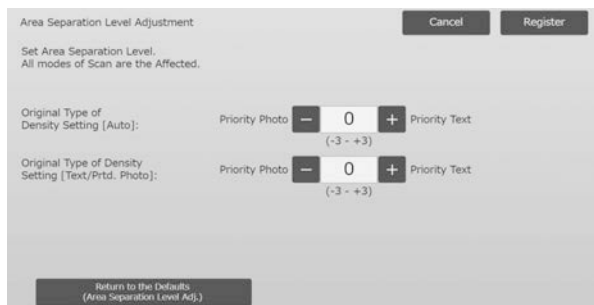 Area Separation Level Adjustment
Cancel
Register
Set Area Separation Level.
All modes of Scan are the Affected.
Original Type of
Density Setting [Auto]:
Priority Photo − 0 + Priority Text
(-3 - +3)
Original Type of Density
Setting [Text/Prtd. Photo]:
Priority Photo − 0 + Priority Text
(-3 - +3)
Return to the Defaults
(Area Separation Level Adj.)